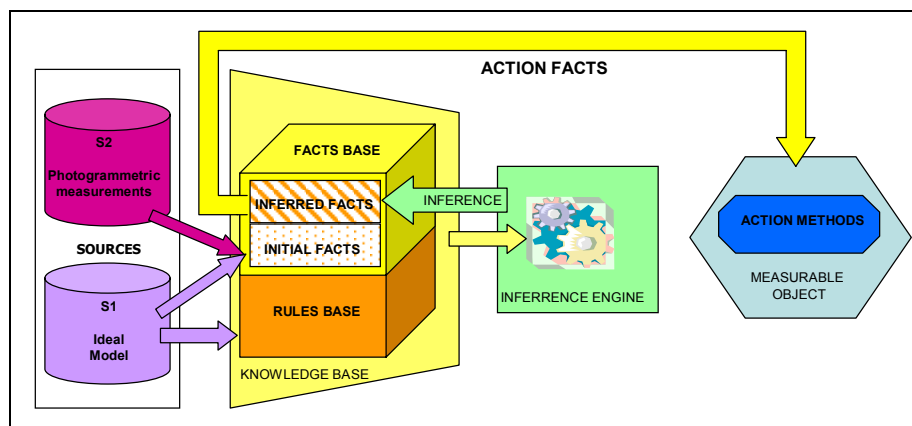 ACTION FACTS
S2
Photogrammetric
measurements
SOURCES
S1
Ideal
Model
FACTS BASE
INFERRED FACTS
INITIAL FACTS
RULES BASE
KNOWLEDGE BASE
INFERENCE
INFERRENCE ENGINE
ACTION METHODS
MEASURABLE
OBJECT